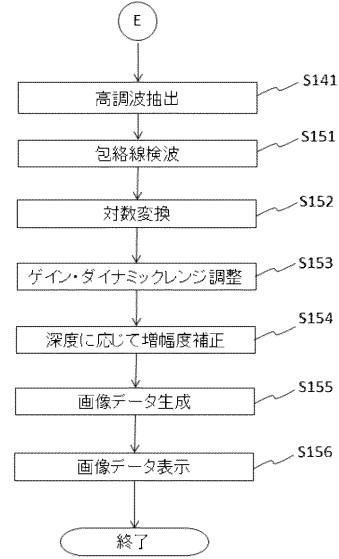 E
S141
高調波抽出
S151
包絡線検波
S152
対数変換
S153
ゲイン・ダイナミックレンジ調整
S154
深度に応じて増幅度補正
S155
画像データ生成
S156
画像データ表示
終了